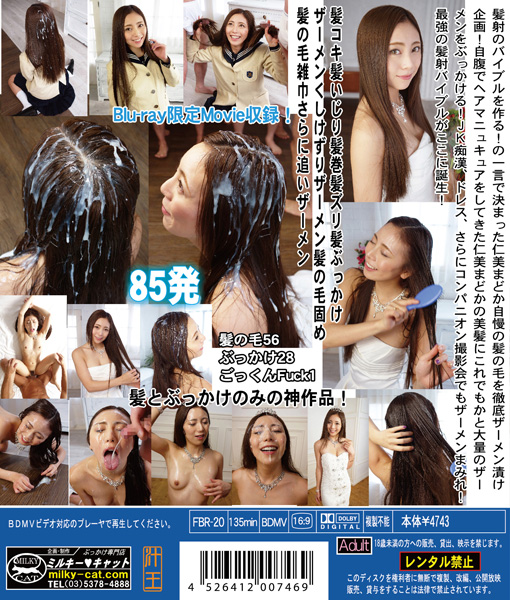 髪射のバイブルを作る！の一言で決まった仁美まどか自慢の髪の毛を徹底ザーメン漬け
企画！自腹でヘアマニュキュアをしてきた仁美まどかの美髪にこれでもかと大量のザー
メンをぶっかける！JK痴漢、ドレス、さらにコンパニオン撮影会でもザーメンまみれ！
最強の髪射バイブルがここに誕生！
髪コキ髪いじり髪巻髪スリ髪ぶっかけ
ザーメンくしけずりザーメン髪の毛固め
髪の毛雑巾さらに追いザーメン
Blu-ray限定Movie収録！
85発
髪の毛56
ぶっかけ28
ごっくんFuck1
髪とぶっかけのみの神作品！
BDMVビデオ対応のプレーヤで再生してください。
FBR-20
135min
BDMV
16:9
DOLBY
DIGITAL
複製不能
本体¥4743
MILKY
CAT
企画・制作
ぶっかけ専門店
ミルキー♥キャット
milky-cat.com
TEL(03)5378-4888
汁王
4 526412 007469
Adult
18歳未満の方への販売、貸出、映示を禁じます。
レンタル禁止
このディスクを権利者に無断で複製、改編、公開放映
販売、貸与をすることは法律で禁止されています。